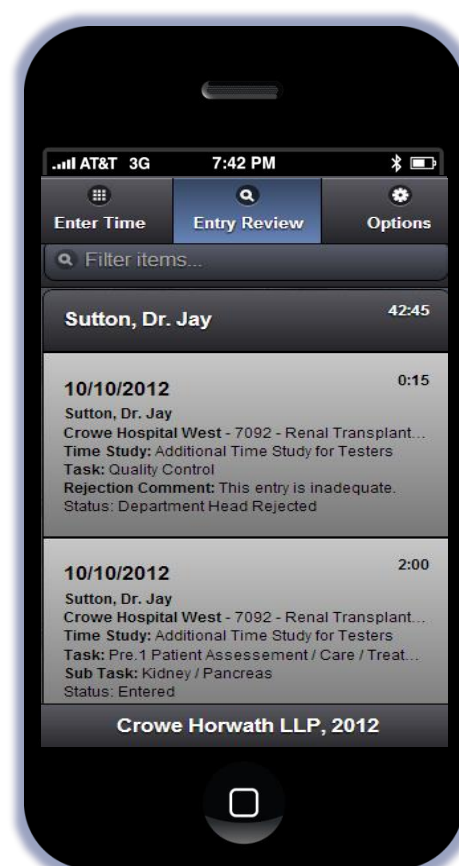 AT&T 3G 7:42 PM
Enter Time Entry Review Options
Filter items...
Sutton, Dr. Jay 42:45
10/10/2012 0:15
Sutton, Dr. Jay
Crowe Hospital West - 7092 - Renal Transplant...
Time Study: Additional Time Study for Testers
Task: Quality Control
Rejection Comment: This entry is inadequate.
Status: Department Head Rejected
10/10/2012 2:00
Sutton, Dr. Jay
Crowe Hospital West - 7092 - Renal Transplant...
Time Study: Additional Time Study for Testers
Task: Pre.1 Patient Assessement / Care / Treat...
Sub Task: Kidney / Pancreas
Status: Entered
Crowe Horwath LLP, 2012